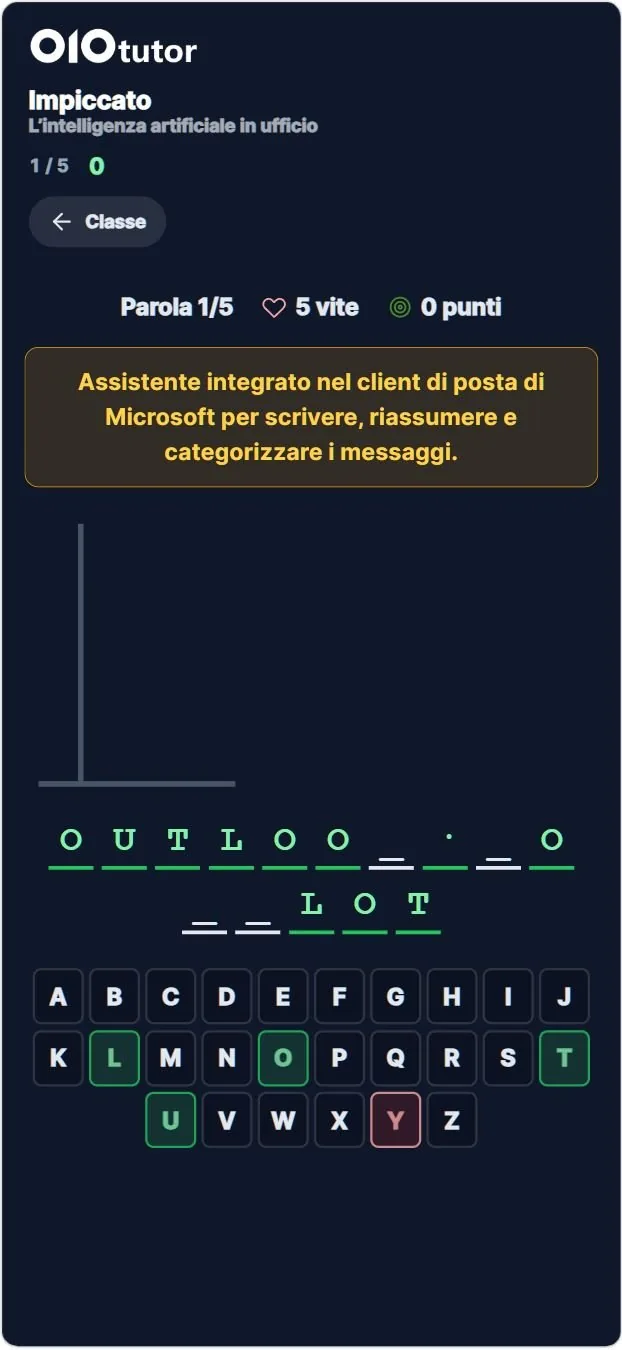 OIOtutor
Impiccato
L'intelligenza artificiale in ufficio
1 / 5 0
Classe
Parola 1/5 5 vite 0 punti
Assistente integrato nel client di posta di
Microsoft per scrivere, riassumere e
categorizzare i messaggi.
O U T L O O _ · _ O
_ _ L O T
A B C D E F G H I J
K L M N O P Q R S T
U V W X Y Z